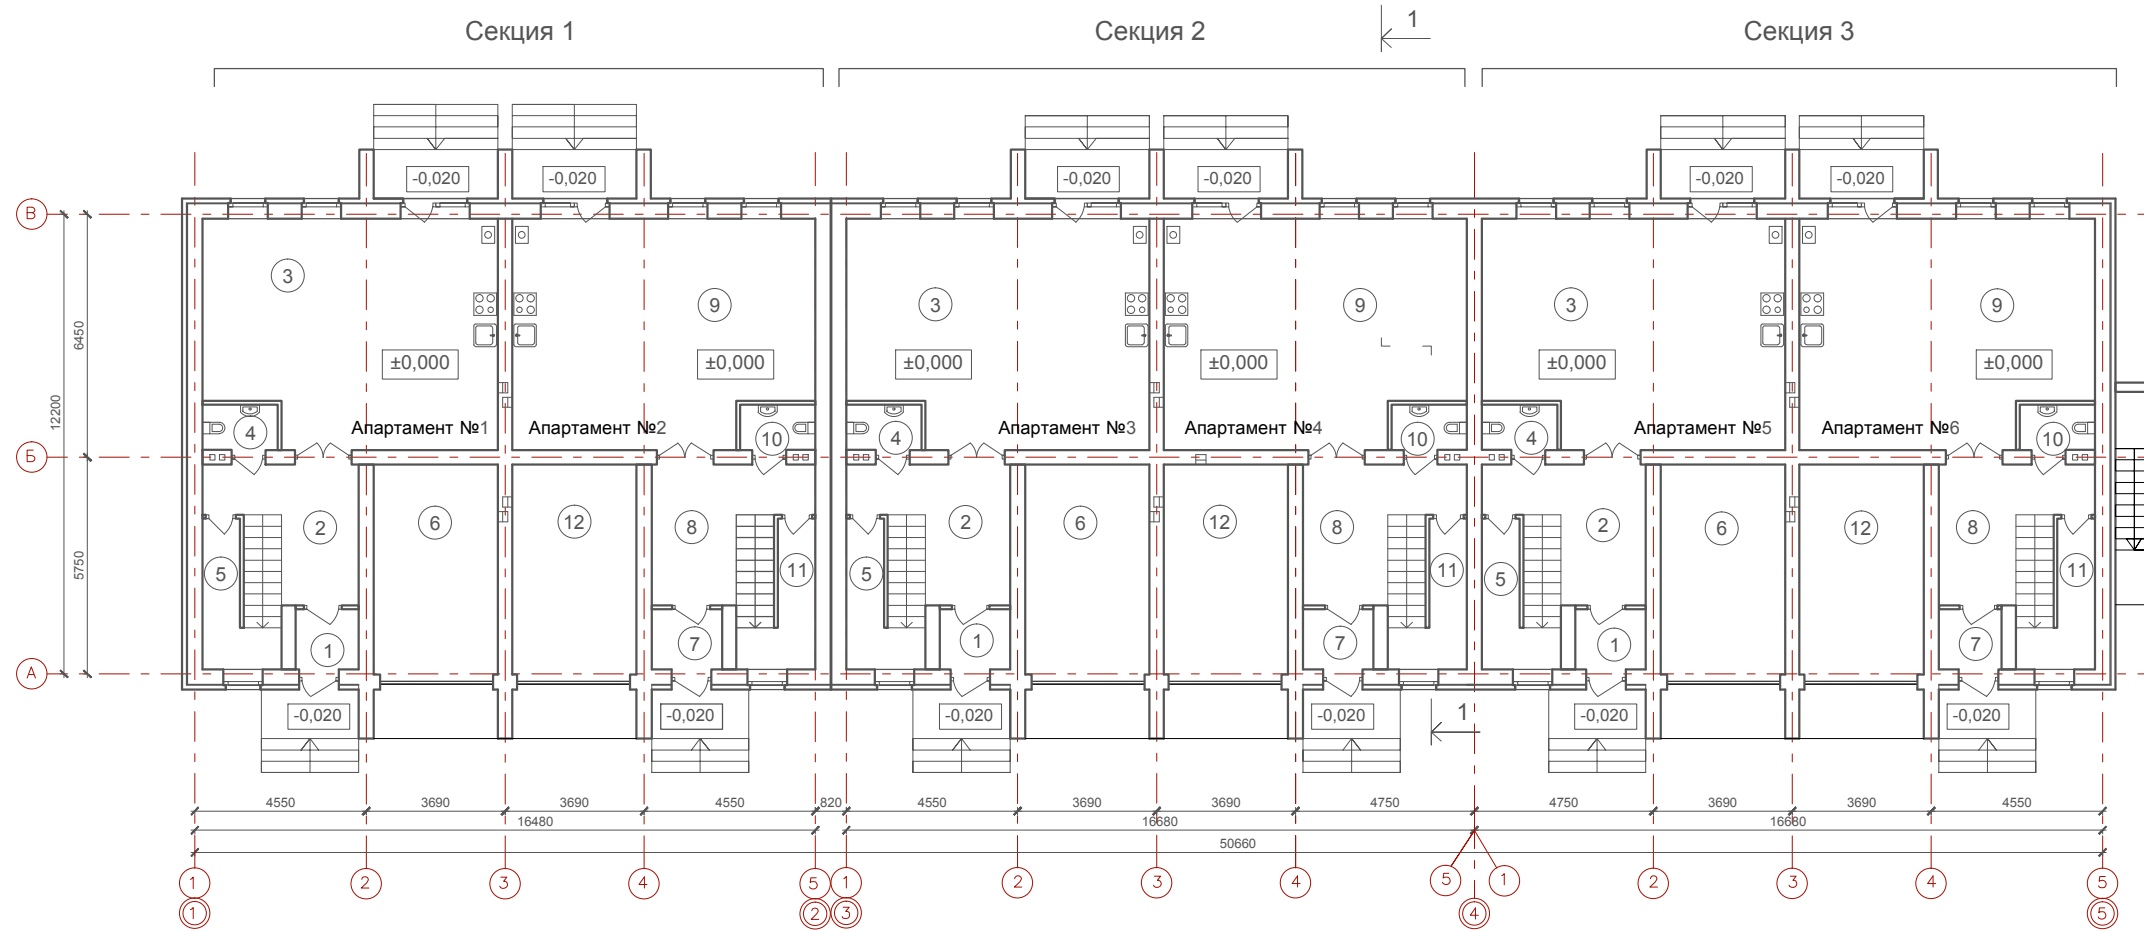 Секция 1 Секция 2 1 Секция 3
-0,020 -0,020 -0,020 -0,020 -0,020 -0,020
В
3 9 3 9 3 9
6450
±0,000 ±0,000 ±0,000 ±0,000 ±0,000 ±0,000
12200
Апартамент №1 Апартамент №2 Апартамент №3 Апартамент №4 Апартамент №5 Апартамент №6
4 10 4 10 4 10
Б
2 6 12 8 2 6 12 8 2 6 12 8
5750
5 11 5 11 5 11
1 7 1 7 1 7
А
-0,020 -0,020 -0,020 -0,020 1 -0,020 -0,020
4550 3690 3690 4550 820 4550 3690 3690 4750 4750 3690 3690 4550
16480 16680 16680
50660
1 2 3 4 5 1 2 3 4 5 1 2 3 4 5
1 2 3 4 5